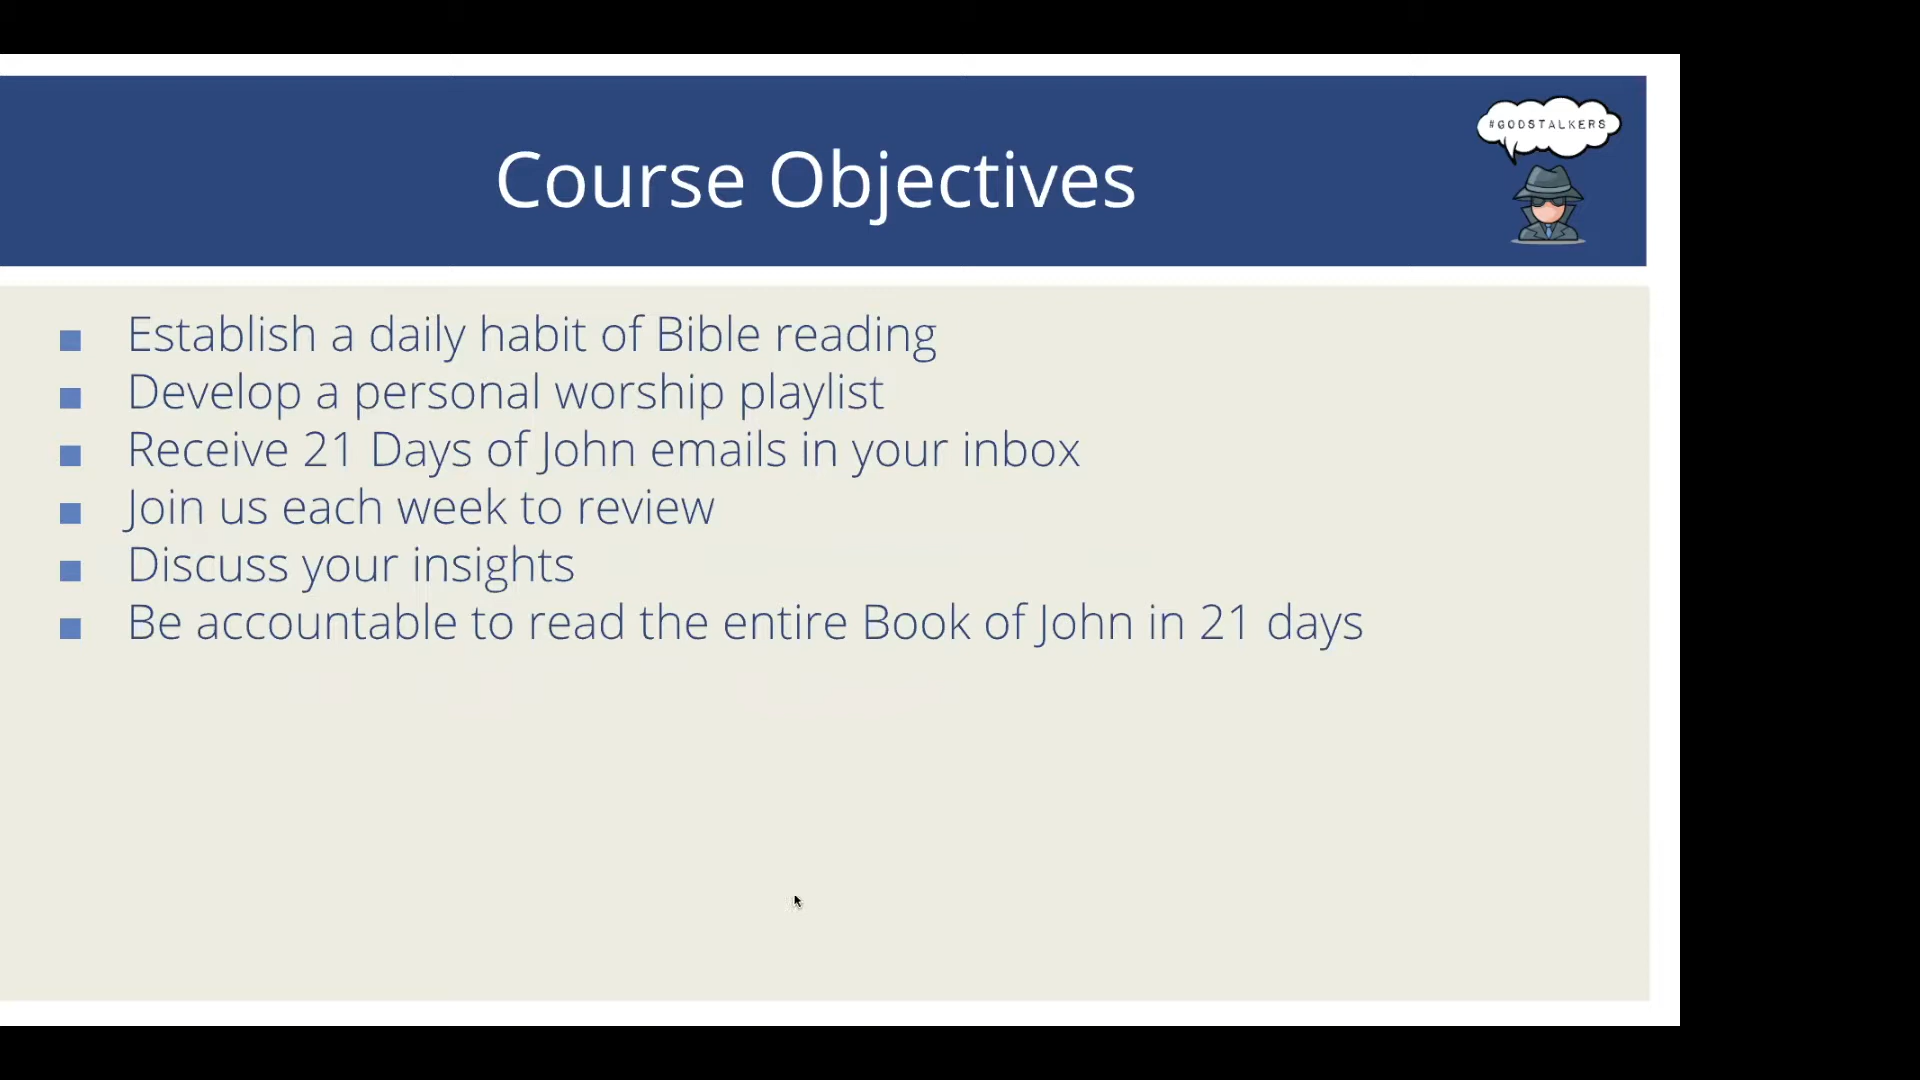 #GODSTALKERS
Course Objectives
Establish a daily habit of Bible reading
Develop a personal worship playlist
Receive 21 Days of John emails in your inbox
Join us each week to review
Discuss your insights
Be accountable to read the entire Book of John in 21 days